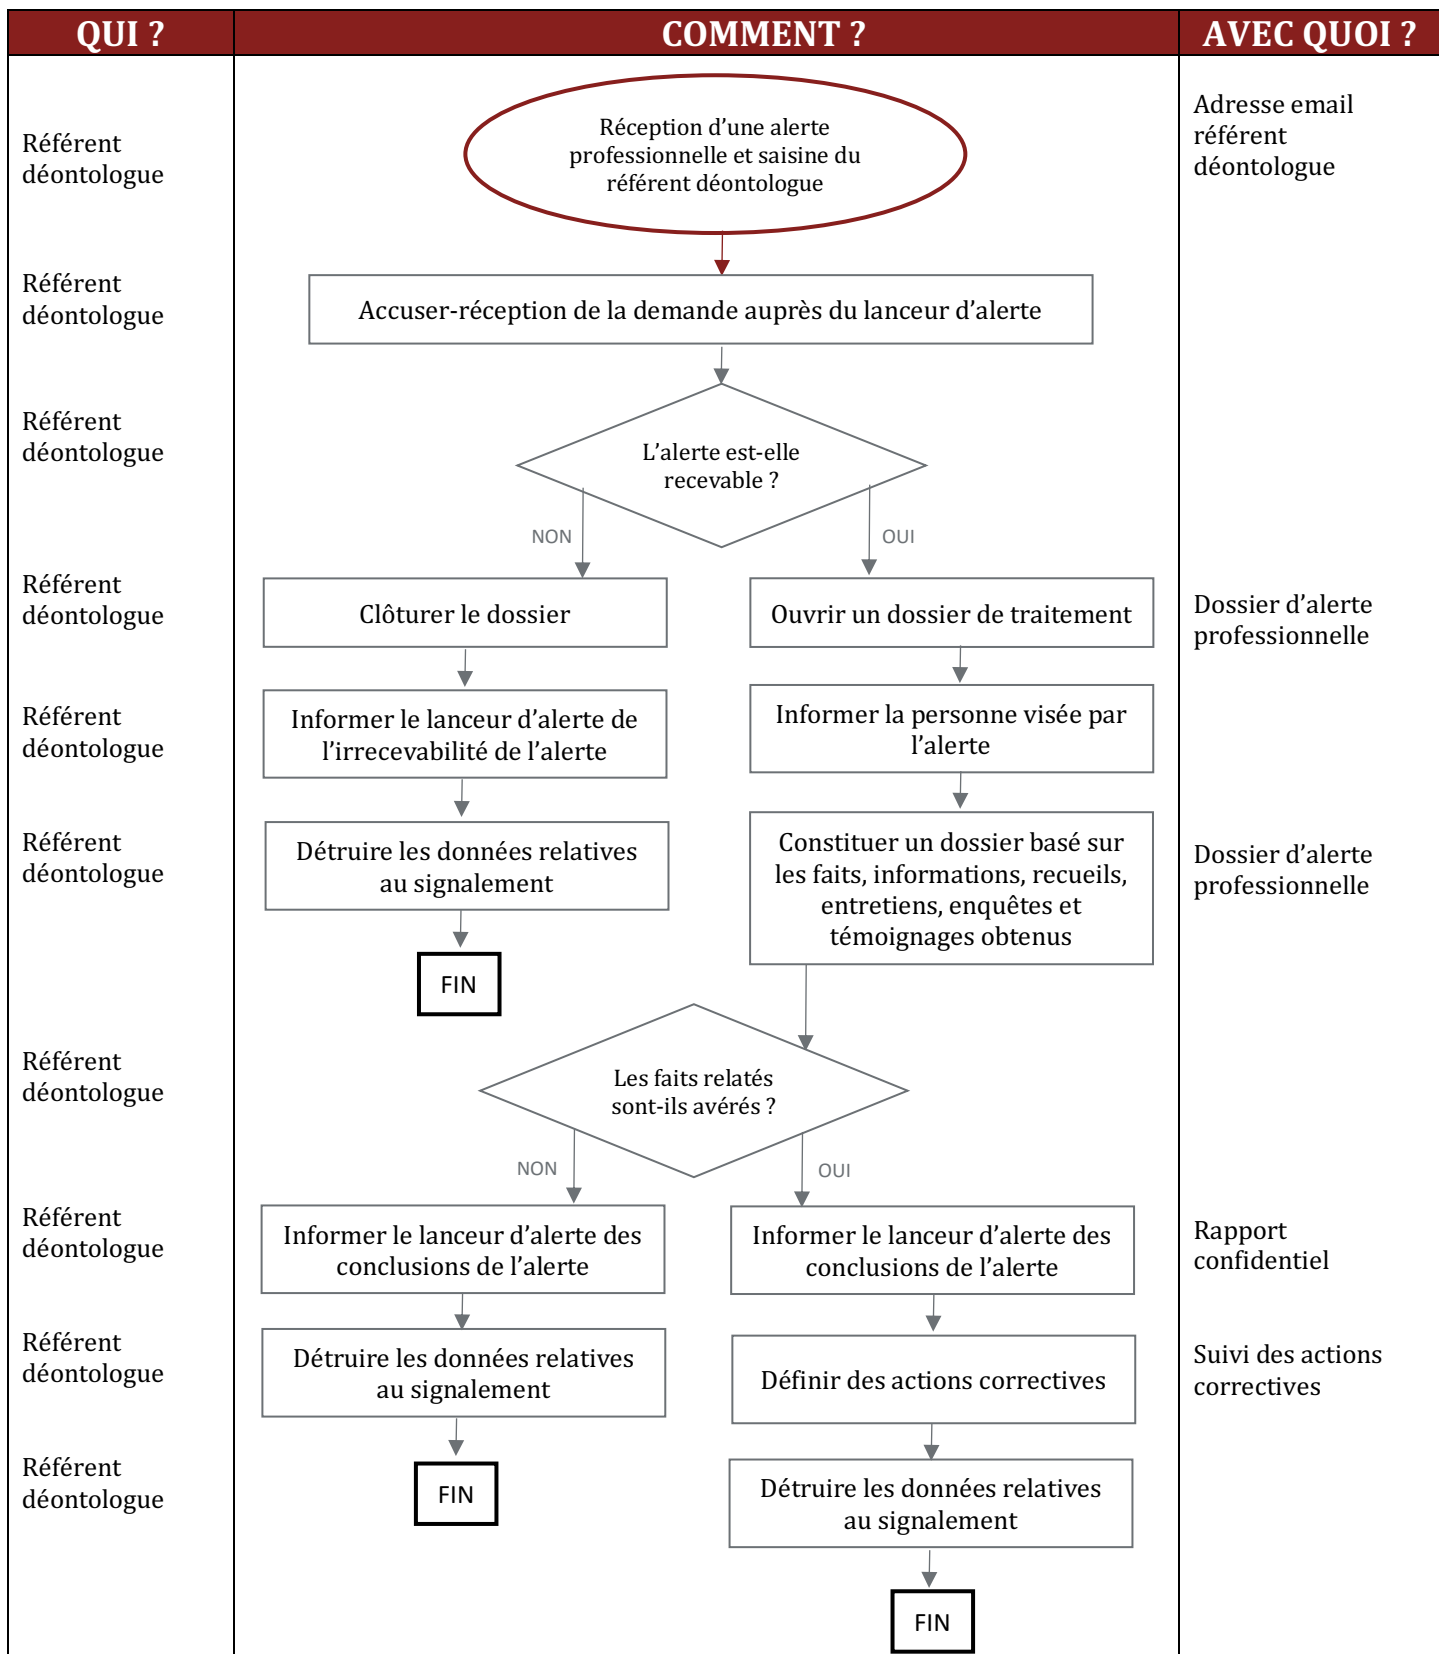 QUI ?
COMMENT ?
AVEC QUOI ?
Référent
déontologue
Réception d’une alerte
professionnelle et saisine du
référent déontologue
Adresse email
référent
déontologue
Référent
déontologue
Accuser-réception de la demande auprès du lanceur d’alerte
Référent
déontologue
L’alerte est-elle
recevable ?
NON
OUI
Référent
déontologue
Clôturer le dossier
Ouvrir un dossier de traitement
Dossier d’alerte
professionnelle
Référent
déontologue
Informer le lanceur d’alerte de
l’irrecevabilité de l’alerte
Informer la personne visée par
l’alerte
Référent
déontologue
Détruire les données relatives
au signalement
Constituer un dossier basé sur
les faits, informations, recueils,
entretiens, enquêtes et
témoignages obtenus
Dossier d’alerte
professionnelle
FIN
Référent
déontologue
Les faits relatés
sont-ils avérés ?
NON
OUI
Référent
déontologue
Informer le lanceur d’alerte des
conclusions de l’alerte
Informer le lanceur d’alerte des
conclusions de l’alerte
Rapport
confidentiel
Référent
déontologue
Détruire les données relatives
au signalement
Définir des actions correctives
Suivi des actions
correctives
Référent
déontologue
FIN
Détruire les données relatives
au signalement
FIN